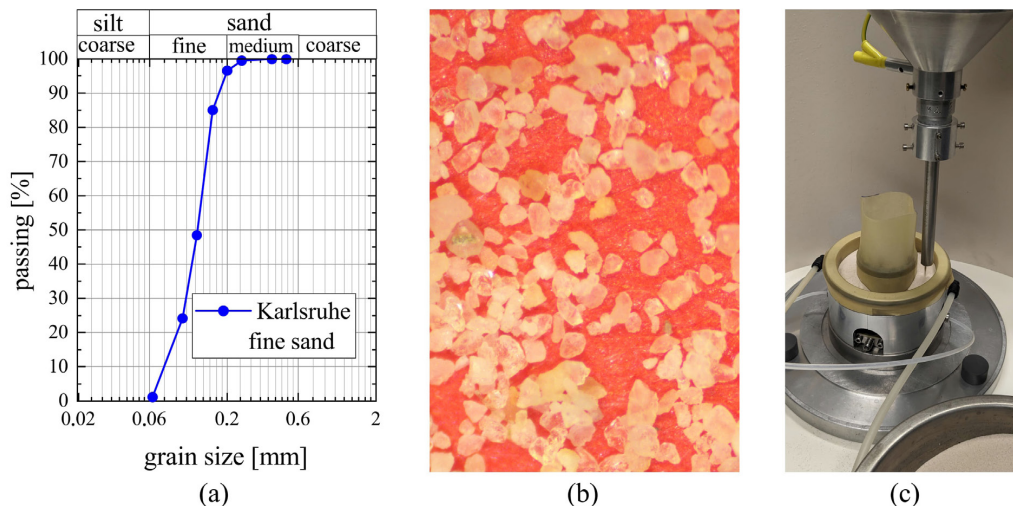 silt sand
coarse fine medium coarse
100
90
80
70
60
50
40
30
20
10
0
passing [%]
Karlsruhe
fine sand
0.02 0.06 0.2 0.6 2
grain size [mm]
(a) (b) (c)